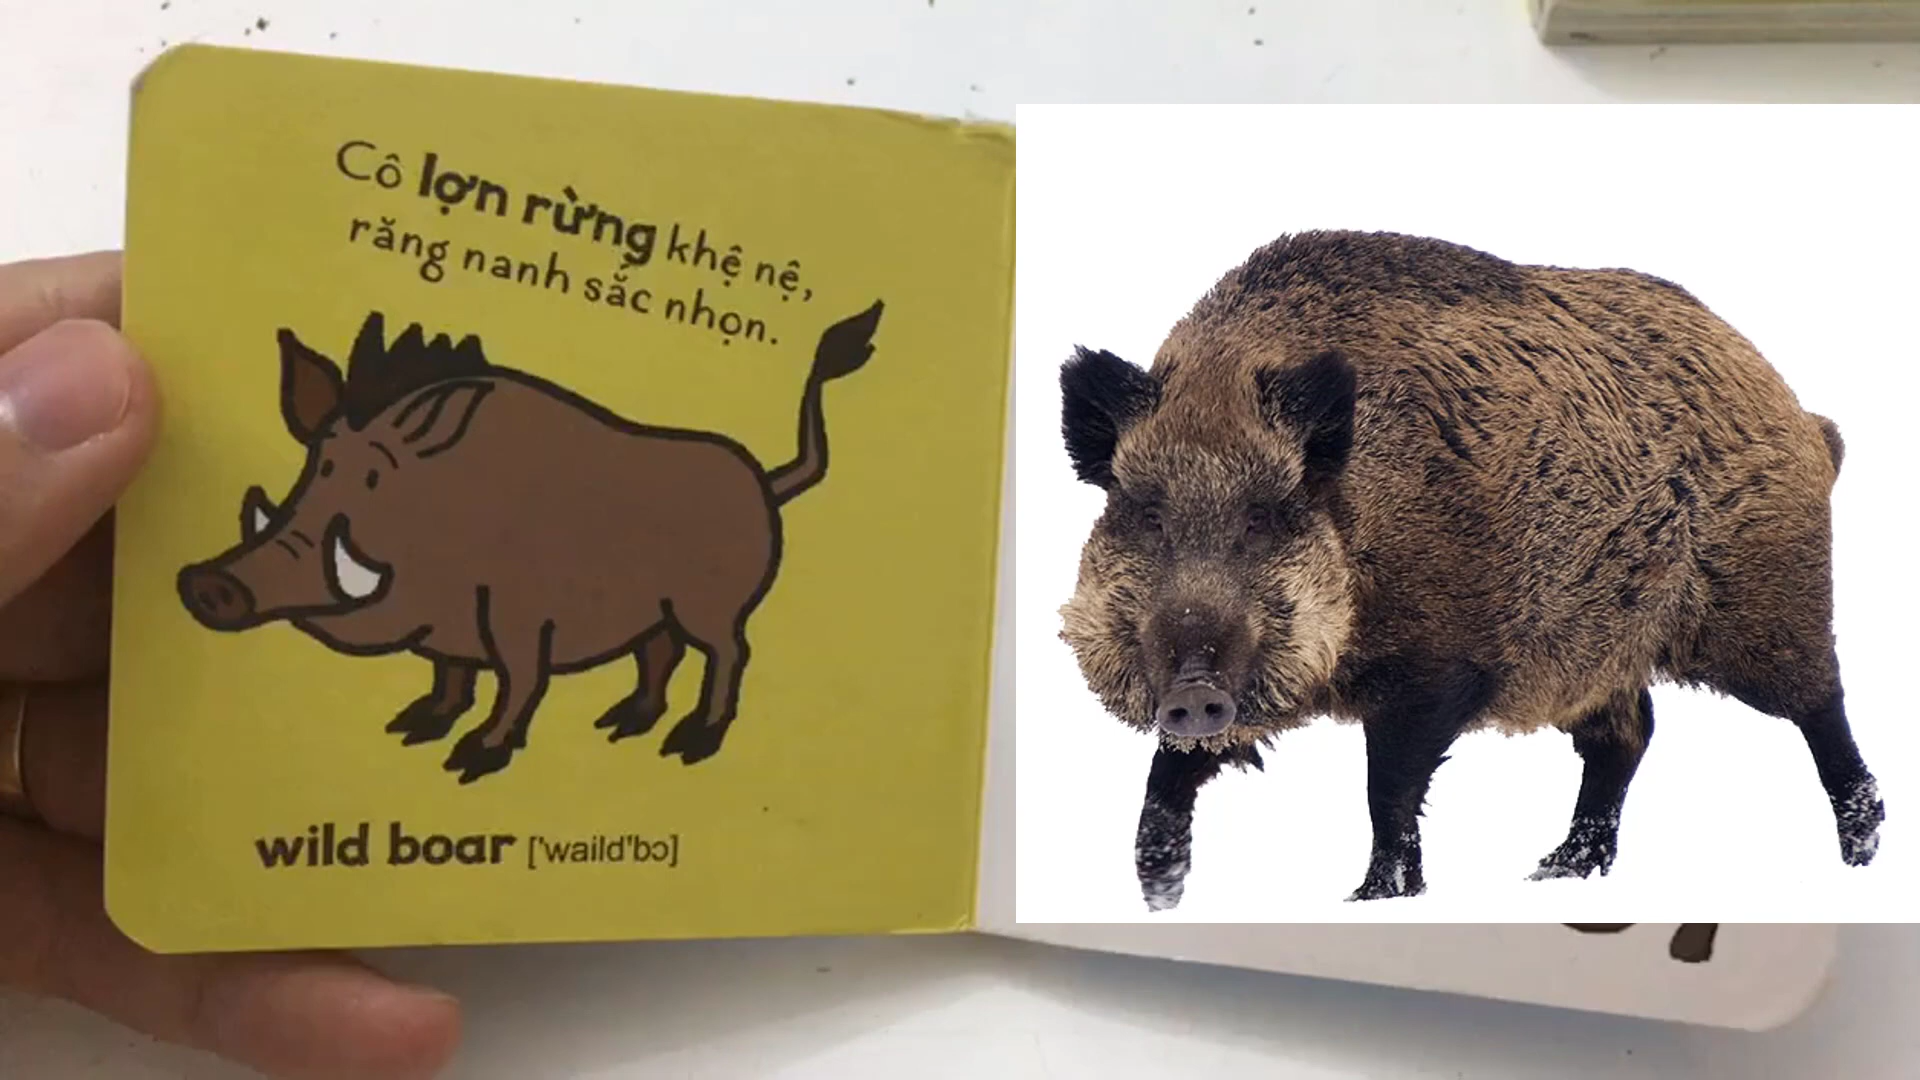 Cô lợn rừng khệ nệ,
răng nanh sắc nhọn.
wild boar ['waild'bɔ]